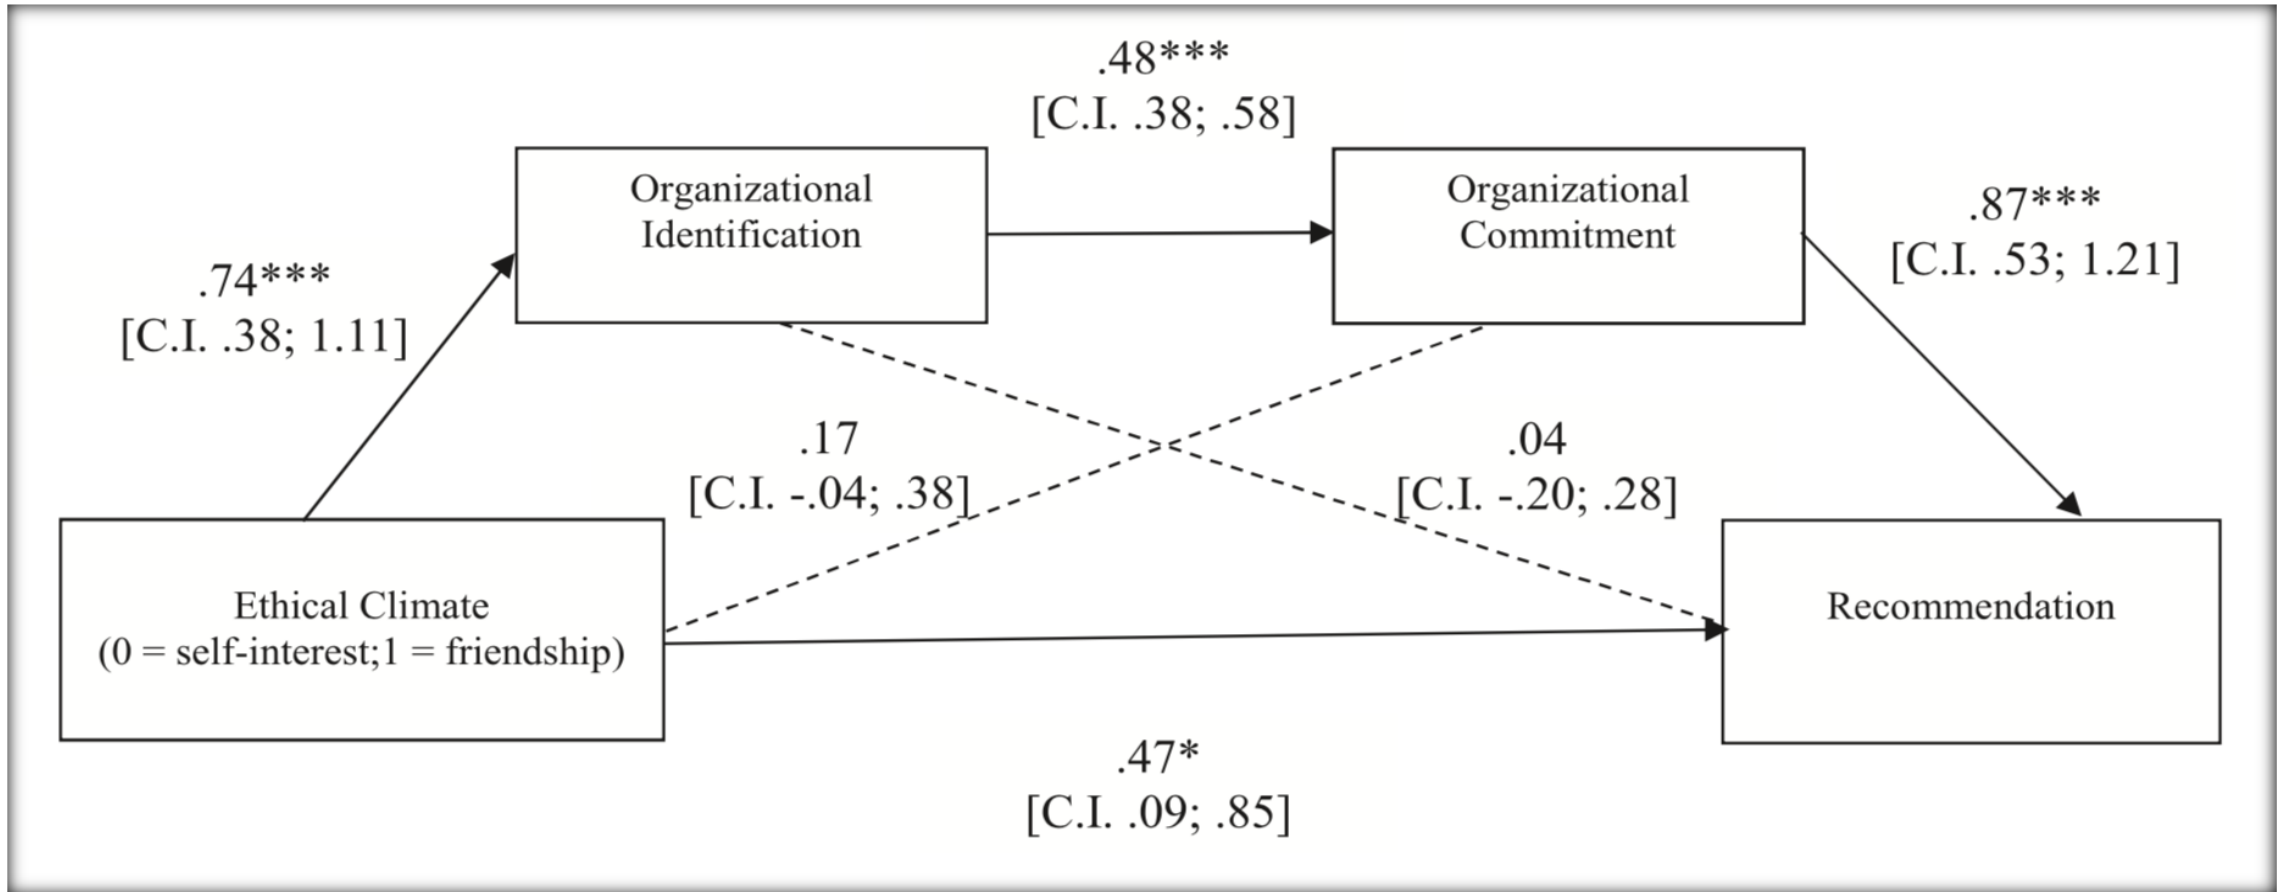 .48***
[C.I. .38; .58]
Organizational
Identification
Organizational
Commitment
.87***
[C.I. .53; 1.21]
.74***
[C.I. .38; 1.11]
.17
[C.I. -.04; .38]
.04
[C.I. -.20; .28]
Ethical Climate
(0 = self-interest;1 = friendship)
Recommendation
.47*
[C.I. .09; .85]